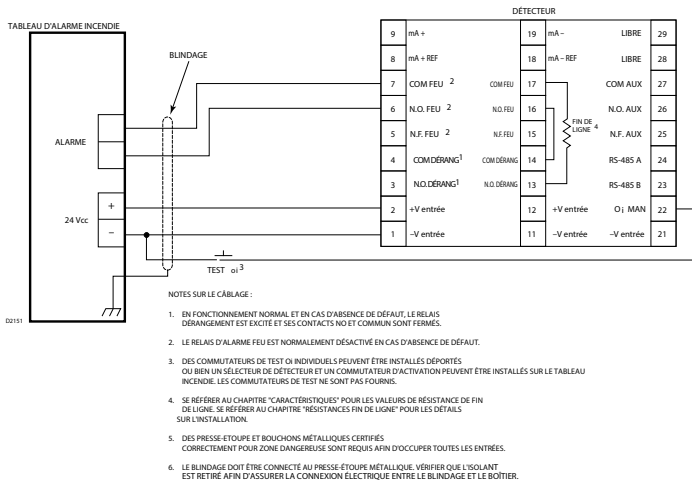 DÉTECTEUR
TABLEAU D'ALARME INCENDIE
BLINDAGE
ALARME
+
24 Vcc
–
TEST oi 3
D2151
9 mA + 19 mA – LIBRE 29
8 mA + REF 18 mA – REF LIBRE 28
7 COM FEU 2 COM FEU 17 COM AUX 27
6 N.O. FEU 2 N.O. FEU 16 N.O. AUX 26
5 N.F. FEU 2 N.F. FEU 15 N.F. AUX 25
4 COM DÉRANG1 COM DÉRANG 14 RS-485 A 24
3 N.O. DÉRANG1 N.O. DÉRANG 13 RS-485 B 23
2 +V entrée 12 +V entrée O¡ MAN 22
1 –V entrée 11 –V entrée –V entrée 21
FIN DE
LIGNE 4
NOTES SUR LE CÂBLAGE :
1. EN FONCTIONNEMENT NORMAL ET EN CAS D'ABSENCE DE DÉFAUT, LE RELAIS
DÉRANGEMENT EST EXCITÉ ET SES CONTACTS NO ET COMMUN SONT FERMÉS.
2. LE RELAIS D'ALARME FEU EST NORMALEMENT DÉSACTIVÉ EN CAS D'ABSENCE DE DÉFAUT.
3. DES COMMUTATEURS DE TEST Oi INDIVIDUELS PEUVENT ÊTRE INSTALLÉS DÉPORTÉS
OU BIEN UN SÉLECTEUR DE DÉTECTEUR ET UN COMMUTATEUR D'ACTIVATION PEUVENT ÊTRE INSTALLÉS SUR LE TABLEAU
INCENDIE. LES COMMUTATEURS DE TEST NE SONT PAS FOURNIS.
4. SE RÉFÉRER AU CHAPITRE "CARACTÉRISTIQUES" POUR LES VALEURS DE RÉSISTANCE DE FIN
DE LIGNE. SE RÉFÉRER AU CHAPITRE "RÉSISTANCES FIN DE LIGNE" POUR LES DÉTAILS
SUR L'INSTALLATION.
5. DES PRESSE-ETOUPE ET BOUCHONS MÉTALLIQUES CERTIFIÉS
CORRECTEMENT POUR ZONE DANGEREUSE SONT REQUIS AFIN D'OCCUPER TOUTES LES ENTRÉES.
6. LE BLINDAGE DOIT ÊTRE CONNECTÉ AU PRESSE-ÉTOUPE MÉTALLIQUE. VÉRIFIER QUE L'ISOLANT
EST RETIRÉ AFIN D'ASSURER LA CONNEXION ÉLECTRIQUE ENTRE LE BLINDAGE ET LE BOÎTIER.